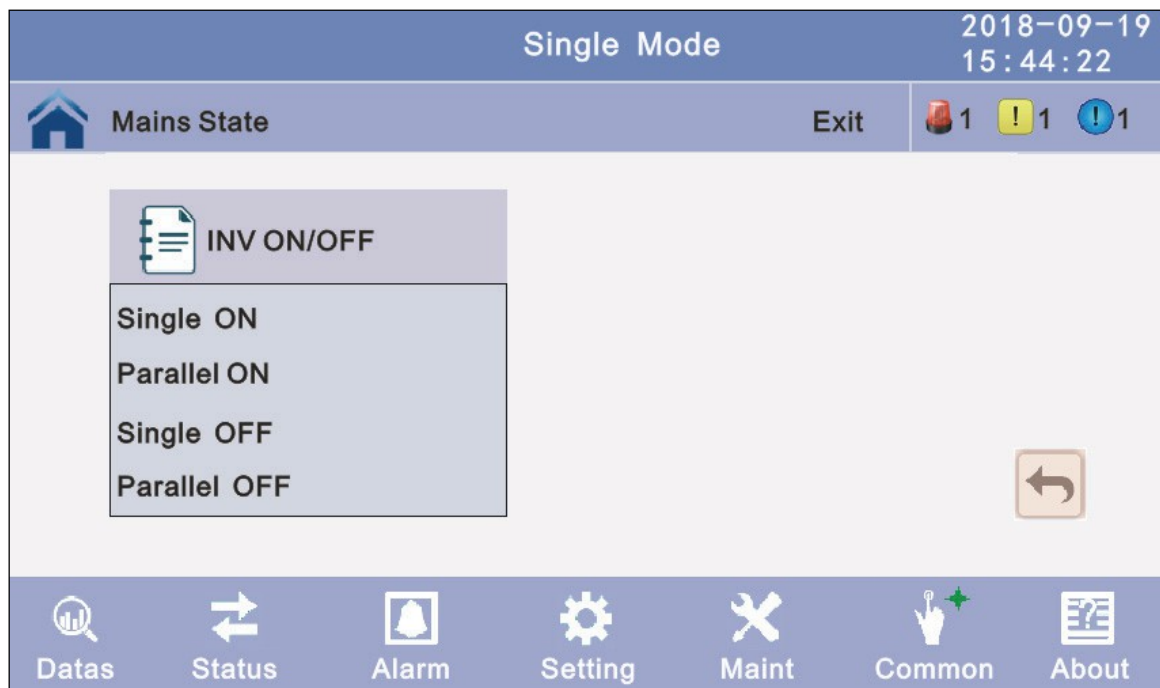 Single Mode
2018-09-19
15:44:22
Mains State
Exit
1
! 1
! 1
INV ON/OFF
Single ON
Parallel ON
Single OFF
Parallel OFF
?
Datas
Status
Alarm
Setting
Maint
Common
About